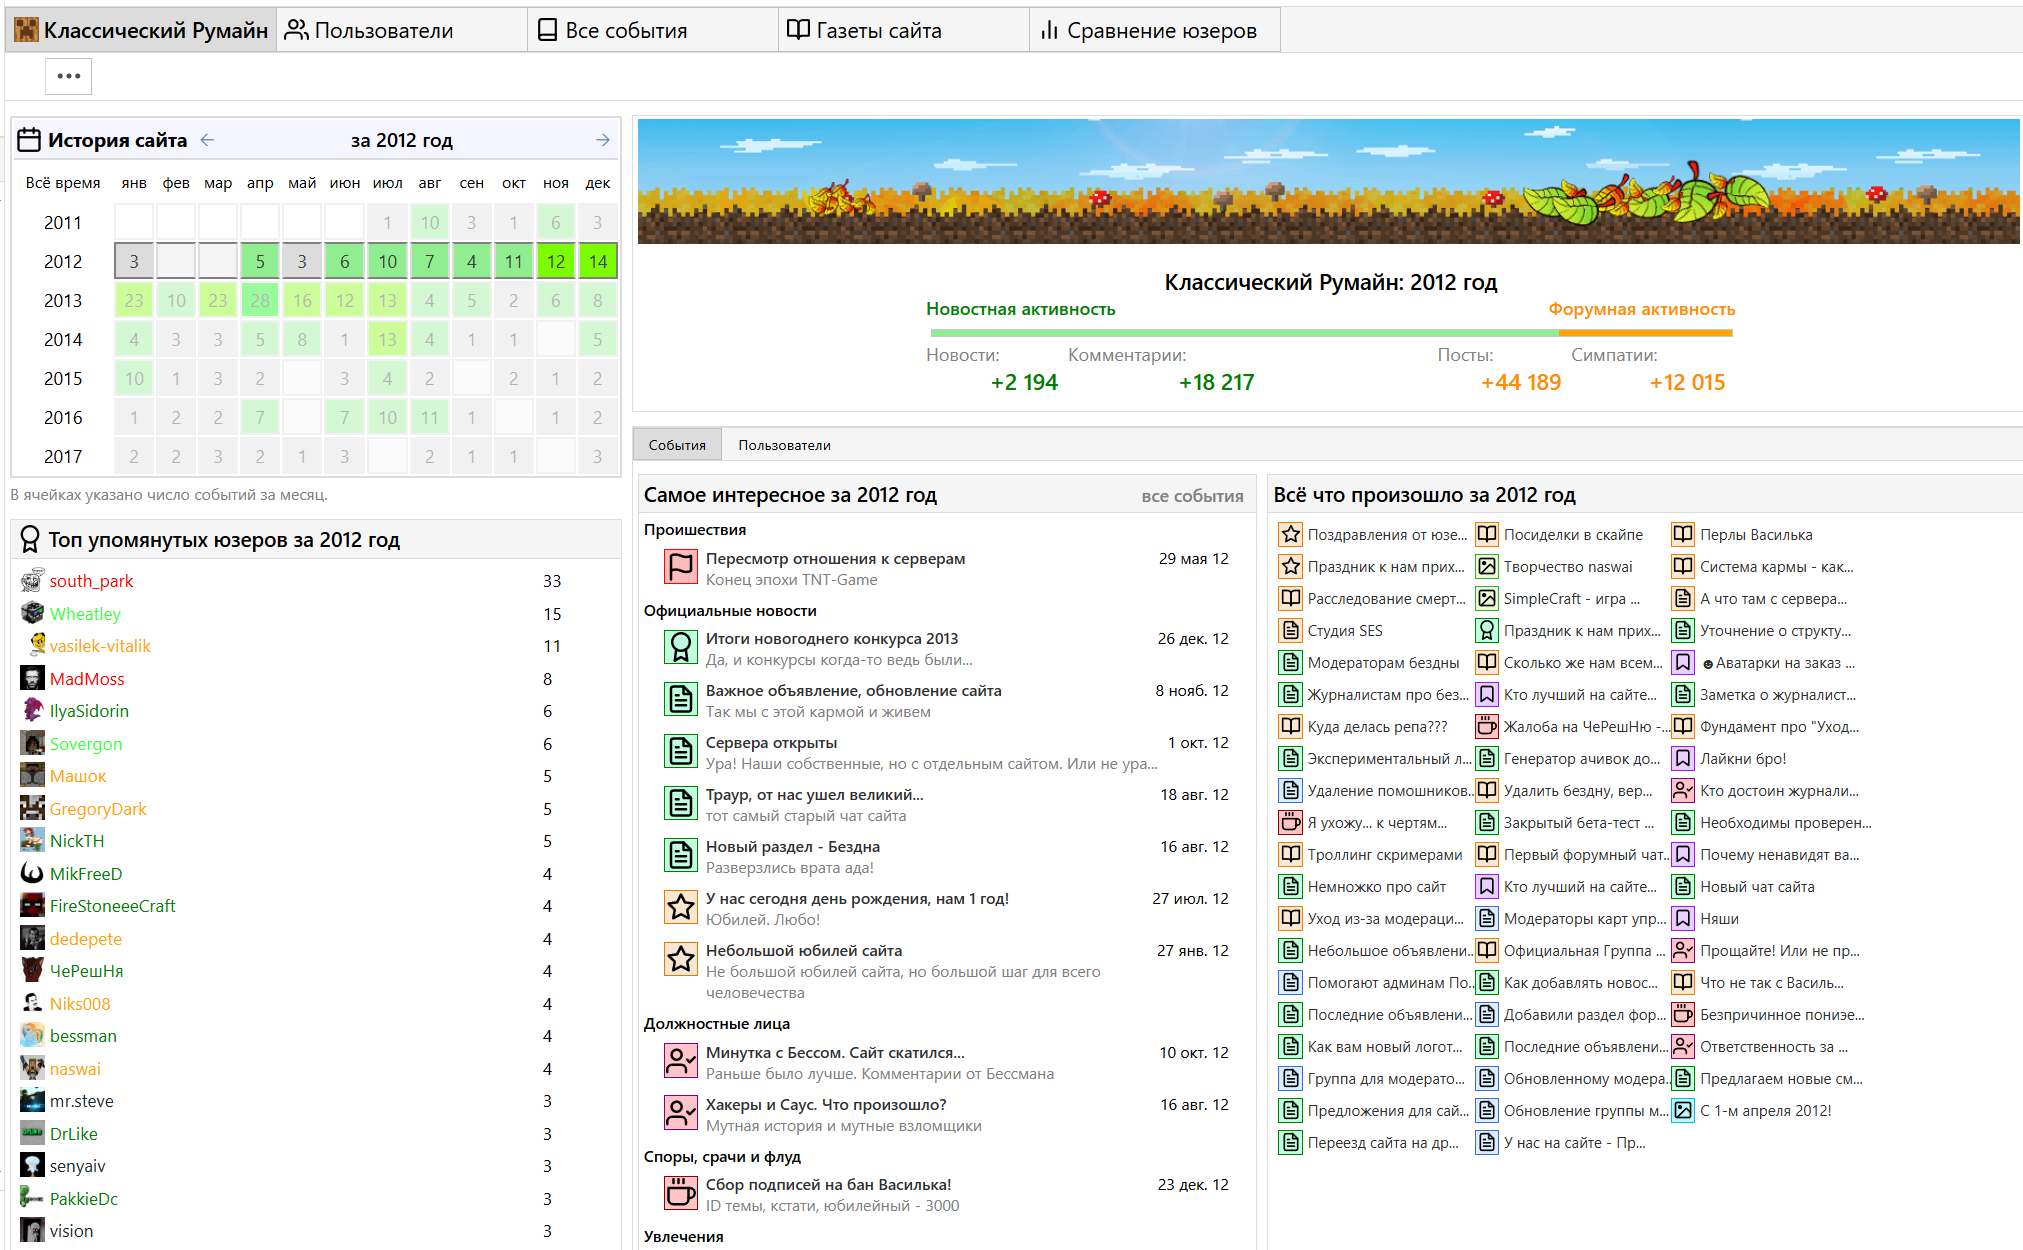 Классический Румайн
Пользователи
Все события
Газеты сайта
Сравнение юзеров
История сайта
за 2012 год
Всё время янв фев мар апр май июн июл авг сен окт ноя дек
2011 1 10 3 1 6 3
2012 3 5 3 6 10 7 4 11 12 14
2013 23 10 23 28 16 12 13 4 5 2 6 8
2014 4 3 3 5 8 1 13 4 1 1 5
2015 10 1 3 2 3 4 2 2 1 2
2016 1 2 2 7 7 10 11 1 1 2
2017 2 2 3 2 1 3 2 1 1 3
В ячейках указано число событий за месяц.
Топ упомянутых юзеров за 2012 год
south_park 33
Wheatley 15
vasilek-vitalik 11
MadMoss 8
IlyaSidorin 6
Sovergon 6
Машок 5
GregoryDark 5
NickTH 5
MikFreeD 4
FireStoneeeCraft 4
dedepete 4
ЧеРешНя 4
Niks008 4
bessman 4
naswai 4
mr.steve 3
DrLike 3
senyaiv 3
PakkieDc 3
vision 3
Классический Румайн: 2012 год
Новостная активность Форумная активность
Новости: Комментарии: Посты: Симпатии:
+2 194 +18 217 +44 189 +12 015
События Пользователи
Самое интересное за 2012 год все события
Проишествия
Пересмотр отношения к серверам 29 мая 12
Конец эпохи TNT-Game
Официальные новости
Итоги новогоднего конкурса 2013 26 дек. 12
Да, и конкурсы когда-то ведь были...
Важное объявление, обновление сайта 8 нояб. 12
Так мы с этой кармой и живем
Сервера открыты 1 окт. 12
Ура! Наши собственные, но с отдельным сайтом. Или не ура...
Траур, от нас ушел великий... 18 авг. 12
тот самый старый чат сайта
Новый раздел - Бездна 16 авг. 12
Разверзлись врата ада!
У нас сегодня день рождения, нам 1 год! 27 июл. 12
Юбилей. Любо!
Небольшой юбилей сайта 27 янв. 12
Не большой юбилей сайта, но большой шаг для всего
человечества
Должностные лица
Минутка с Бессом. Сайт скатился... 10 окт. 12
Раньше было лучше. Комментарии от Бессмана
Хакеры и Саус. Что произошло? 16 авг. 12
Мутная история и мутные взломщики
Споры, срачи и флуд
Сбор подписей на бан Василька! 23 дек. 12
ID темы, кстати, юбилейный - 3000
Увлечения
Всё что произошло за 2012 год
Поздравления от юзе... Посиделки в скайпе Перлы Василька
Праздник к нам прих... Творчество naswai Система кармы - как...
Расследование смерт... SimpleCraft - игра ... А что там с сервера...
Студия SES Праздник к нам прих... Уточнение о структу...
Модераторам бездны Сколько же нам всем... ☻Аватарки на заказ ...
Журналистам про без... Кто лучший на сайте... Заметка о журналист...
Куда делась репа??? Жалоба на ЧеРешНю -... Фундамент про "Уход...
Экспериментальный л... Генератор ачивок до... Лайкни бро!
Удаление помошников... Удалить бездну, вер... Кто достоин журнали...
Я ухожу... к чертям... Закрытый бета-тест ... Необходимы проверен...
Троллинг скримерами Первый форумный чат... Почему ненавидят ва...
Немножко про сайт Кто лучший на сайте... Новый чат сайта
Уход из-за модераци... Модераторы карт упр... Няши
Небольшое объявлени... Официальная Группа ... Прощайте! Или не пр...
Помогают админам По... Как добавлять новос... Что не так с Василь...
Последние объявлени... Добавили раздел фор... Безпричинное понизе...
Как вам новый логот... Последние объявлени... Ответственность за ...
Группа для модерато... Обновленному модера... Предлагаем новые см...
Предложения для сай... Обновление группы м... С 1-м апреля 2012!
Переезд сайта на др... У нас на сайте - Пр...